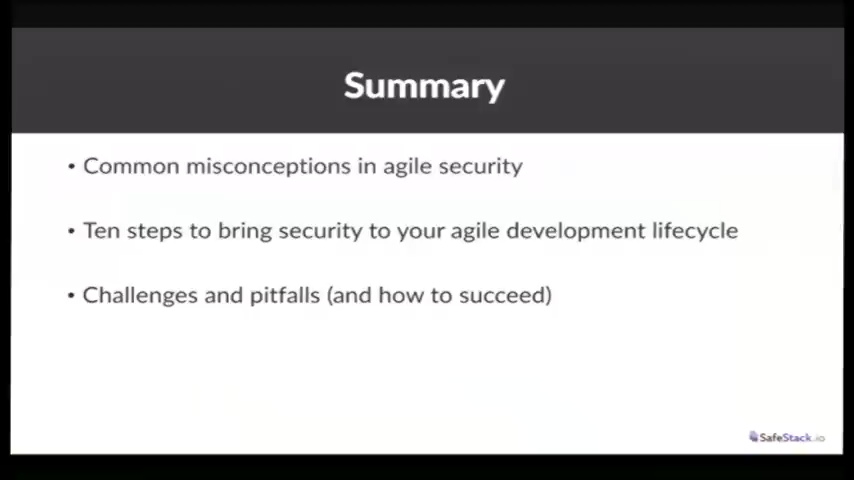 Summary
• Common misconceptions in agile security
• Ten steps to bring security to your agile development lifecycle
• Challenges and pitfalls (and how to succeed)
SafeStack.io